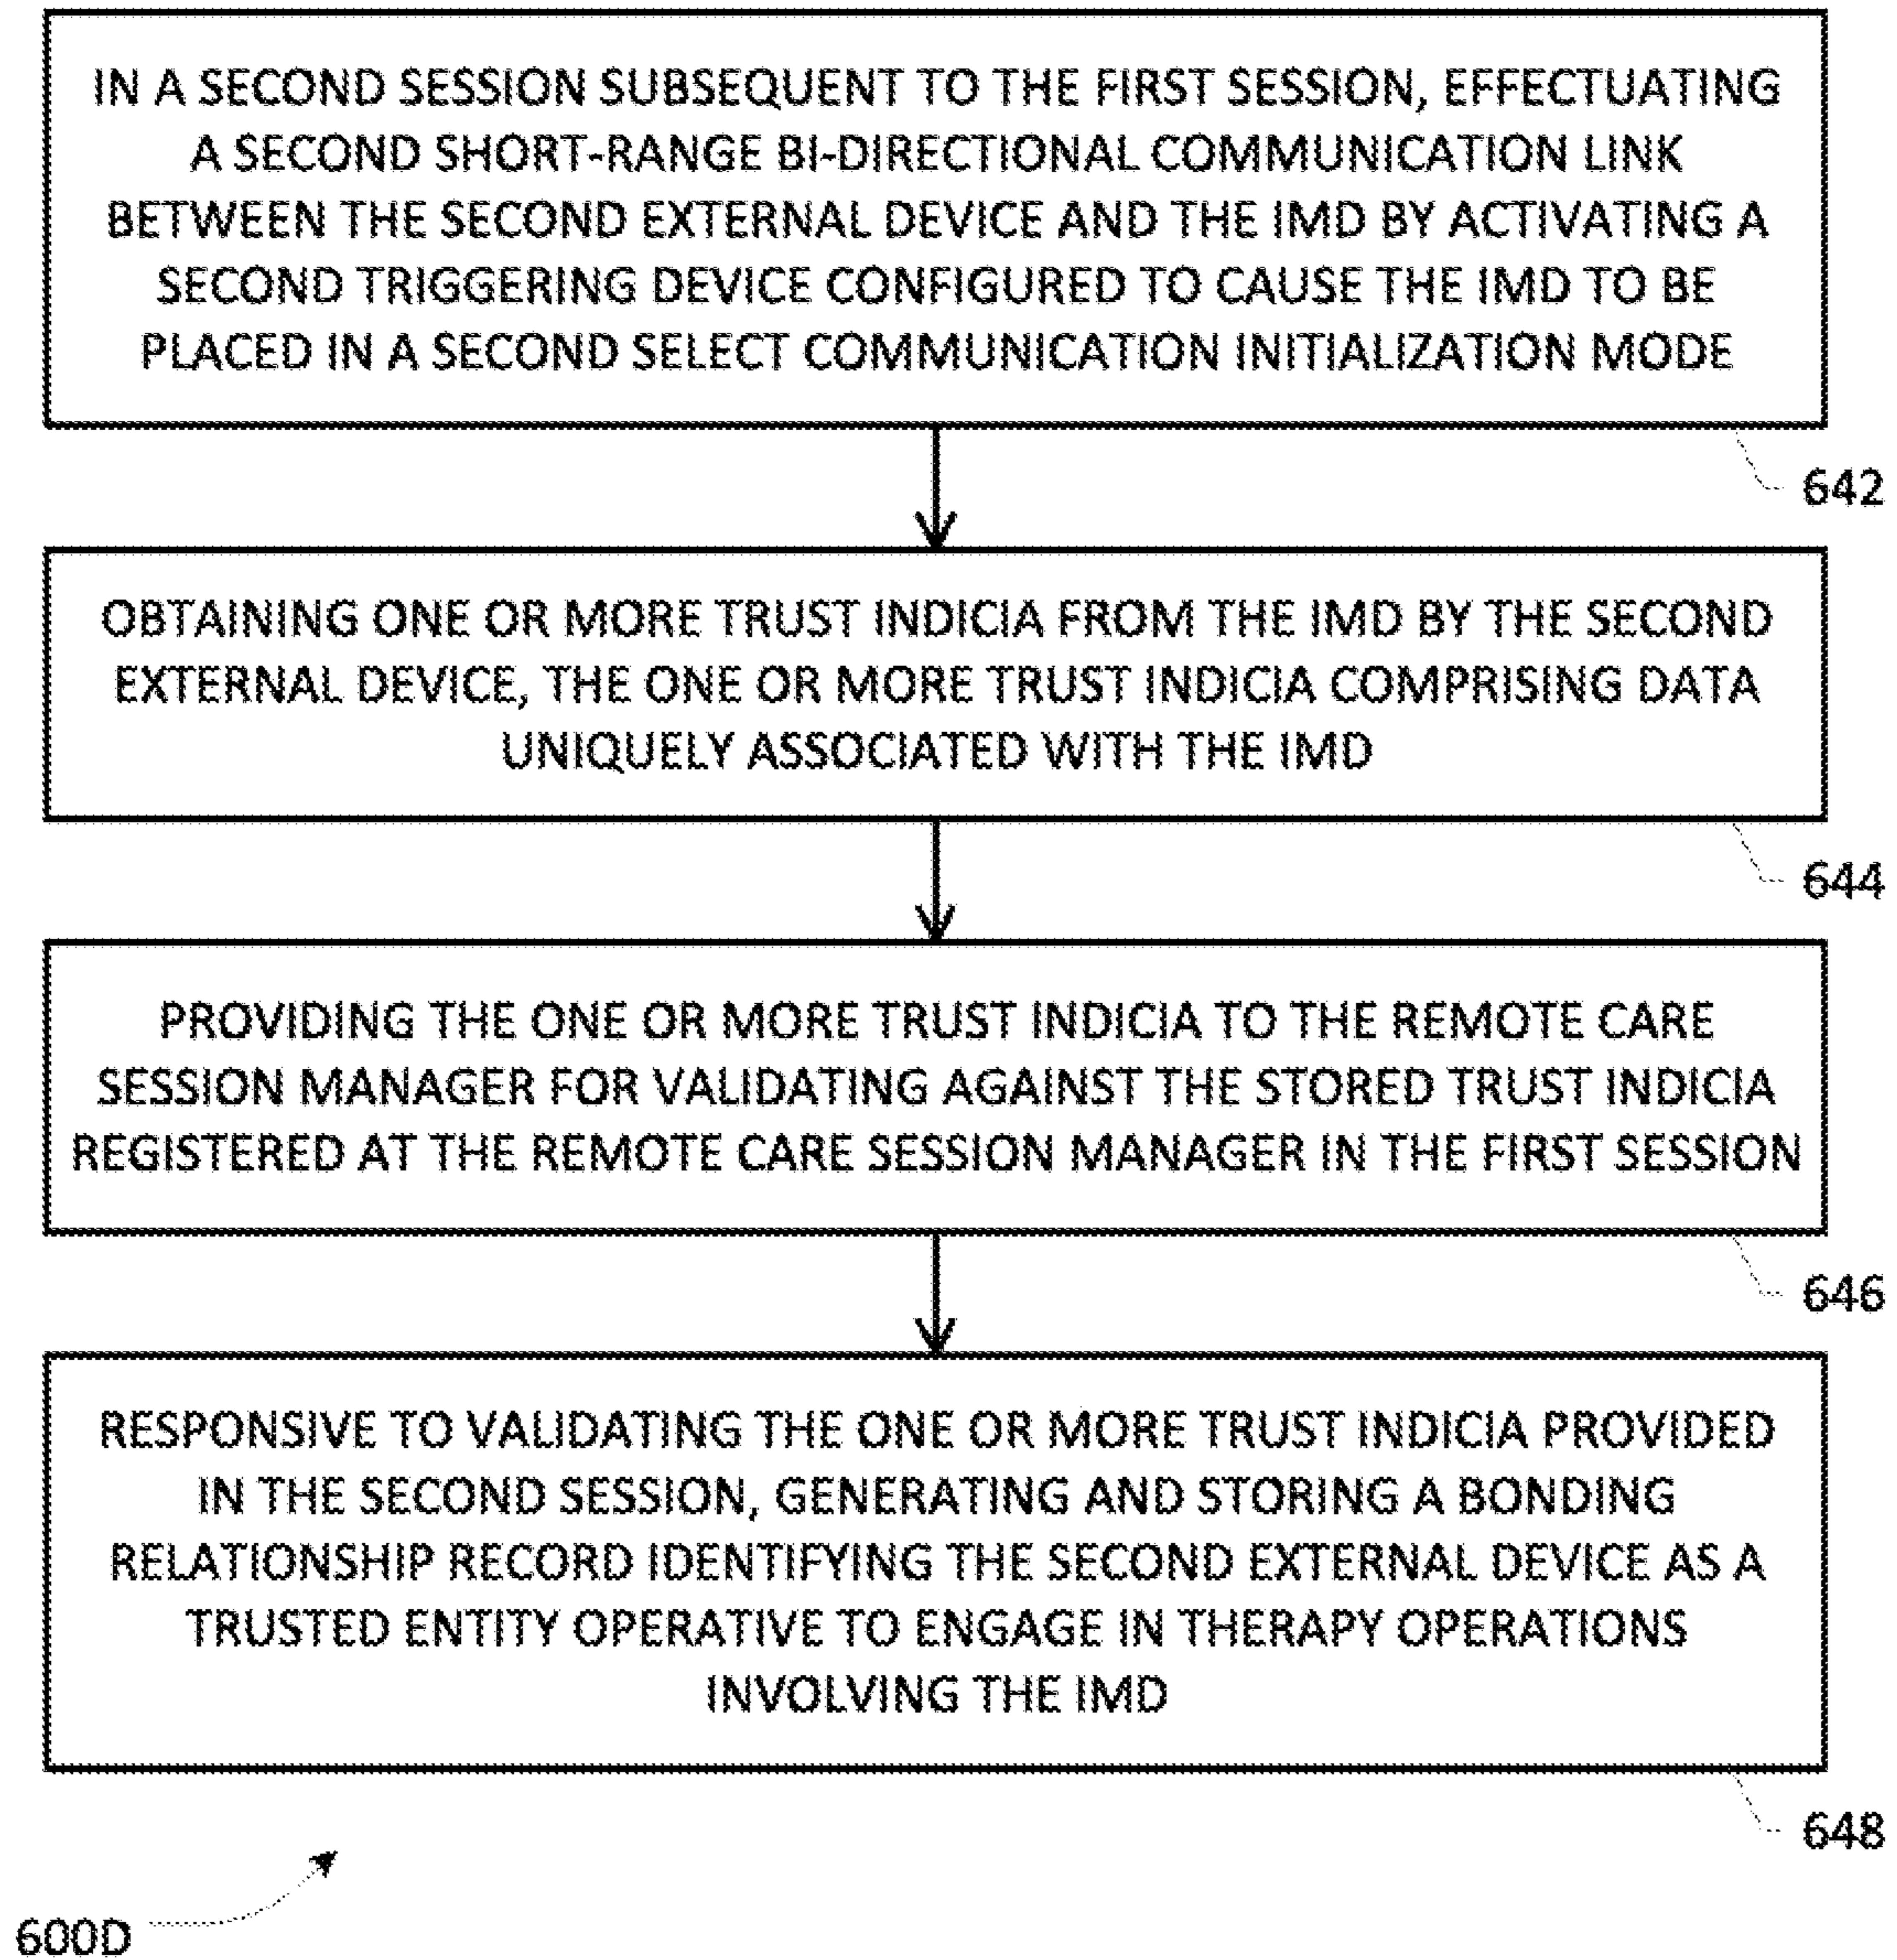 IN A SECOND SESSION SUBSEQUENT TO THE FIRST SESSION, EFFECTUATING
A SECOND SHORT-RANGE BI-DIRECTIONAL COMMUNICATION LINK
BETWEEN THE SECOND EXTERNAL DEVICE AND THE IMD BY ACTIVATING A
SECOND TRIGGERING DEVICE CONFIGURED TO CAUSE THE IMD TO BE
PLACED IN A SECOND SELECT COMMUNICATION INITIALIZATION MODE
642
OBTAINING ONE OR MORE TRUST INDICIA FROM THE IMD BY THE SECOND
EXTERNAL DEVICE, THE ONE OR MORE TRUST INDICIA COMPRISING DATA
UNIQUELY ASSOCIATED WITH THE IMD
644
PROVIDING THE ONE OR MORE TRUST INDICIA TO THE REMOTE CARE
SESSION MANAGER FOR VALIDATING AGAINST THE STORED TRUST INDICIA
REGISTERED AT THE REMOTE CARE SESSION MANAGER IN THE FIRST SESSION
646
RESPONSIVE TO VALIDATING THE ONE OR MORE TRUST INDICIA PROVIDED
IN THE SECOND SESSION, GENERATING AND STORING A BONDING
RELATIONSHIP RECORD IDENTIFYING THE SECOND EXTERNAL DEVICE AS A
TRUSTED ENTITY OPERATIVE TO ENGAGE IN THERAPY OPERATIONS
INVOLVING THE IMD
648
600D